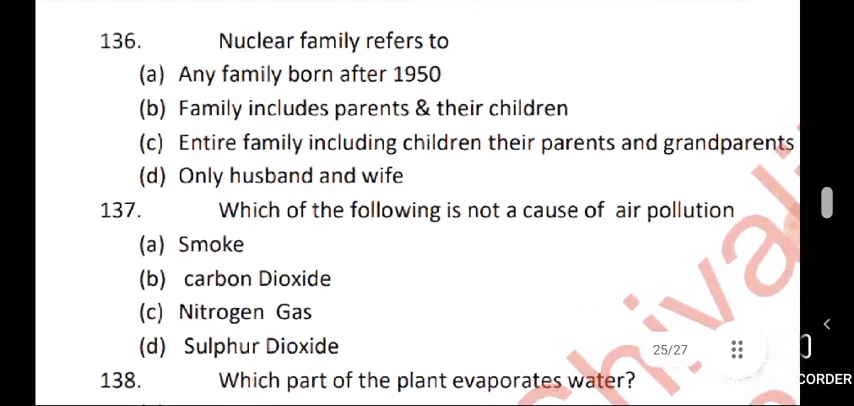 136. Nuclear family refers to
(a) Any family born after 1950
(b) Family includes parents & their children
(c) Entire family including children their parents and grandparents
(d) Only husband and wife
137. Which of the following is not a cause of air pollution
(a) Smoke
(b) carbon Dioxide
(c) Nitrogen Gas
(d) Sulphur Dioxide
25/27
CORDER
138. Which part of the plant evaporates water?